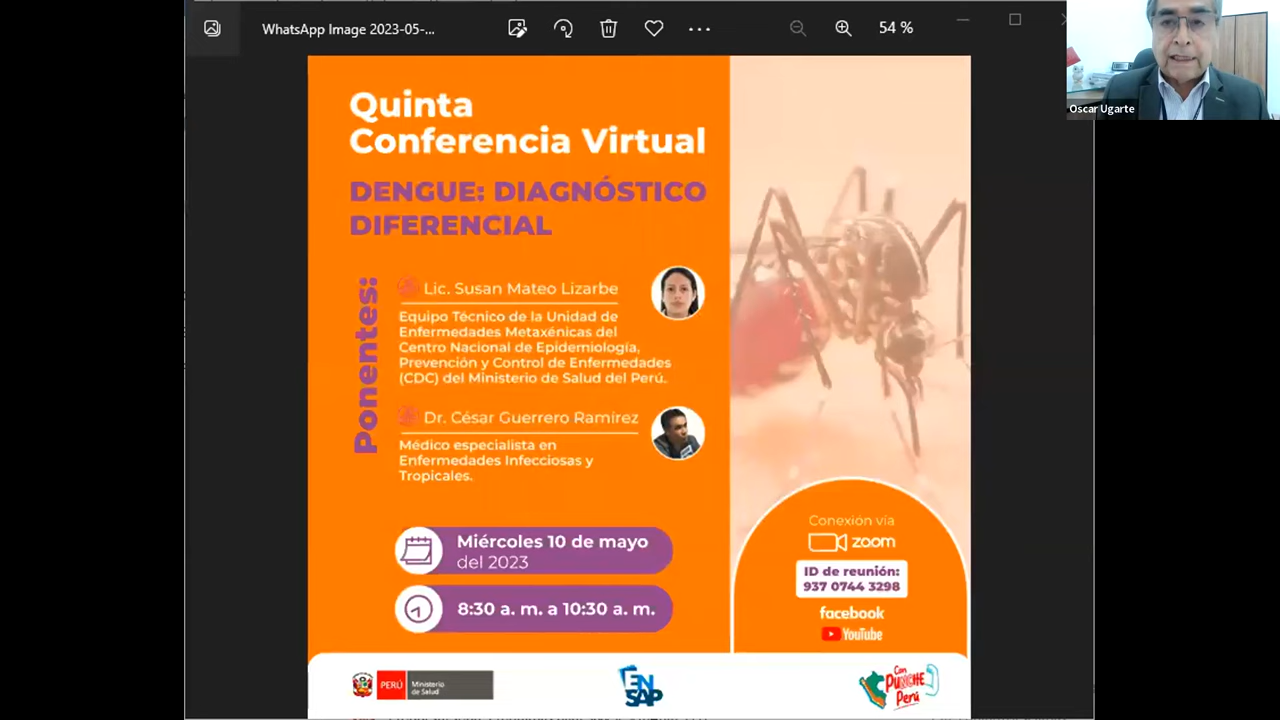 WhatsApp Image 2023-05-...
54 %
Oscar Ugarte
Quinta
Conferencia Virtual
DENGUE: DIAGNÓSTICO
DIFERENCIAL
Ponentes:
Lic. Susan Mateo Lizarbe
Equipo Técnico de la Unidad de
Enfermedades Metaxénicas del
Centro Nacional de Epidemiología,
Prevención y Control de Enfermedades
(CDC) del Ministerio de Salud del Perú.
Dr. César Guerrero Ramirez
Médico especialista en
Enfermedades Infecciosas y
Tropicales.
Miércoles 10 de mayo
del 2023
8:30 a. m. a 10:30 a. m.
Conexión vía
zoom
ID de reunión:
937 0744 3298
facebook
YouTube
PERÚ
Ministerio
de Salud
EN
SAP
Con
PUNCHE
Perú